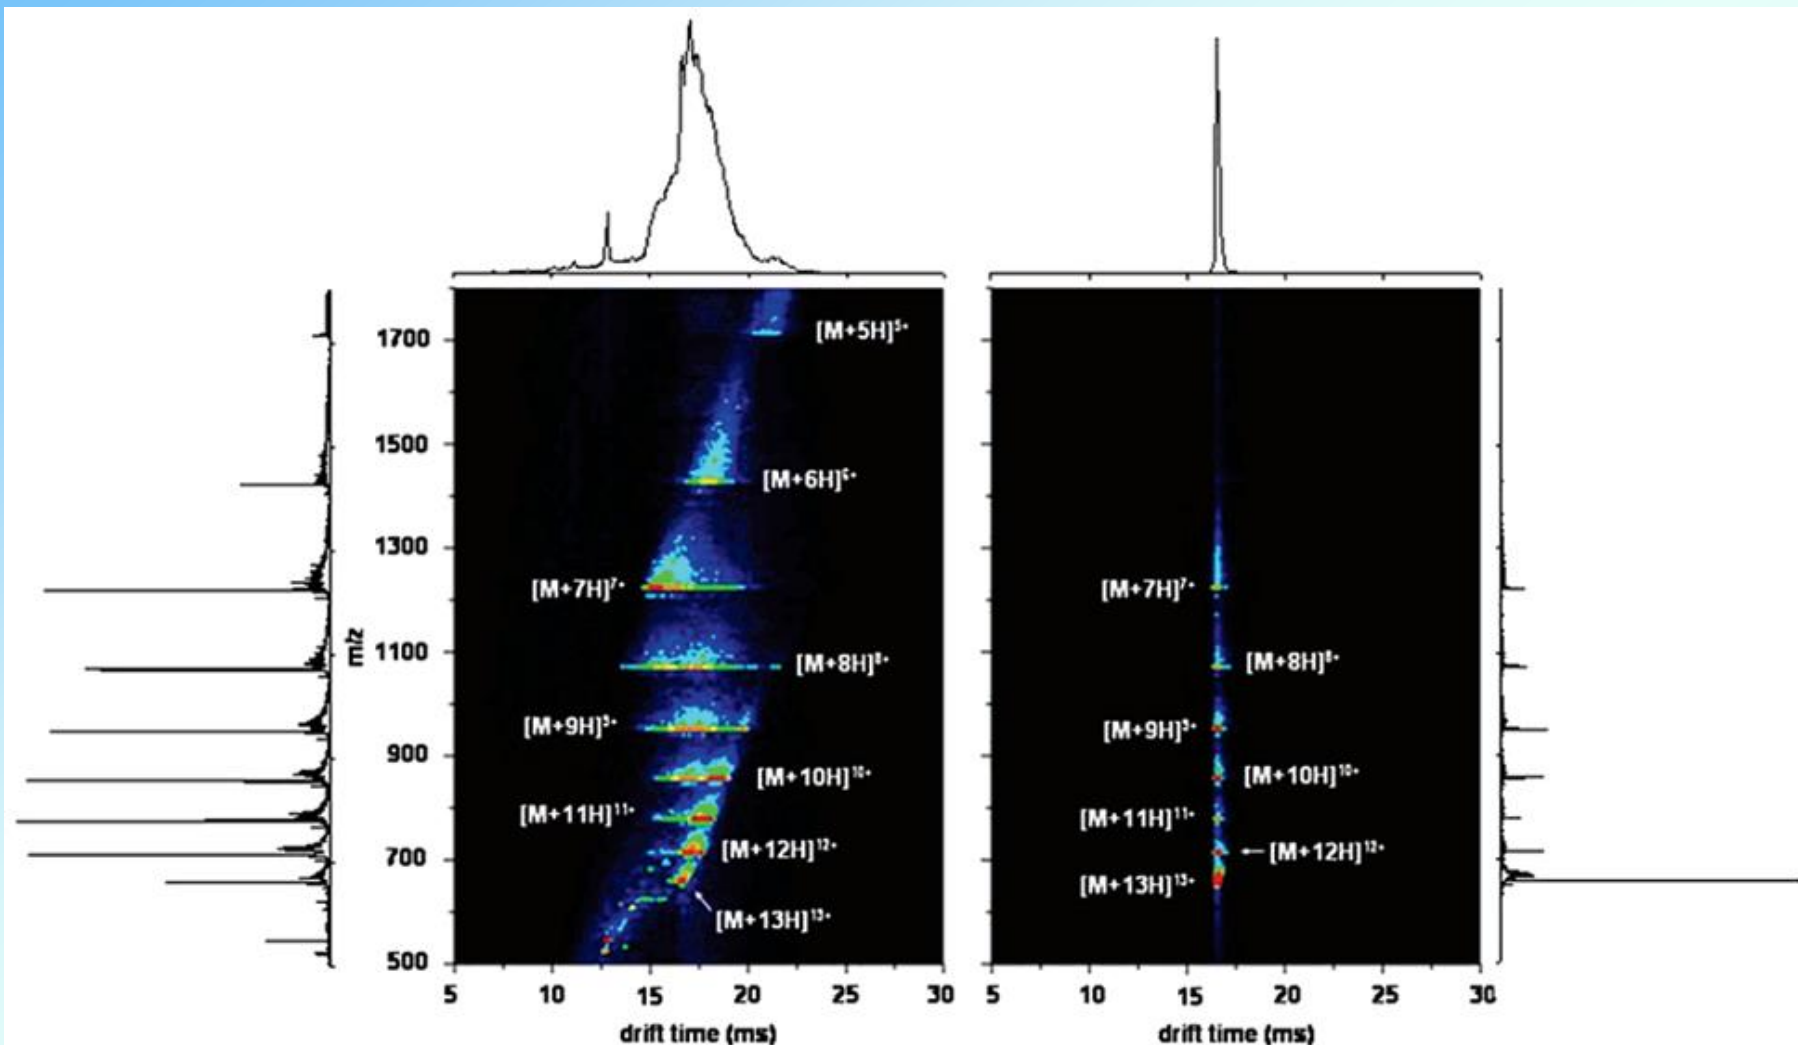 [M+5H]⁵⁺
[M+6H]⁶⁺
[M+7H]⁷⁺
[M+8H]⁸⁺
[M+9H]⁹⁺
[M+10H]¹⁰⁺
[M+11H]¹¹⁺
[M+12H]¹²⁺
[M+13H]¹³⁺
1700
1500
1300
1100
900
700
500
m/z
5 10 15 20 25 30
drift time (ms)
[M+7H]⁷⁺
[M+8H]⁸⁺
[M+9H]⁹⁺
[M+10H]¹⁰⁺
[M+11H]¹¹⁺
[M+12H]¹²⁺
[M+13H]¹³⁺
5 10 15 20 25 30
drift time (ms)